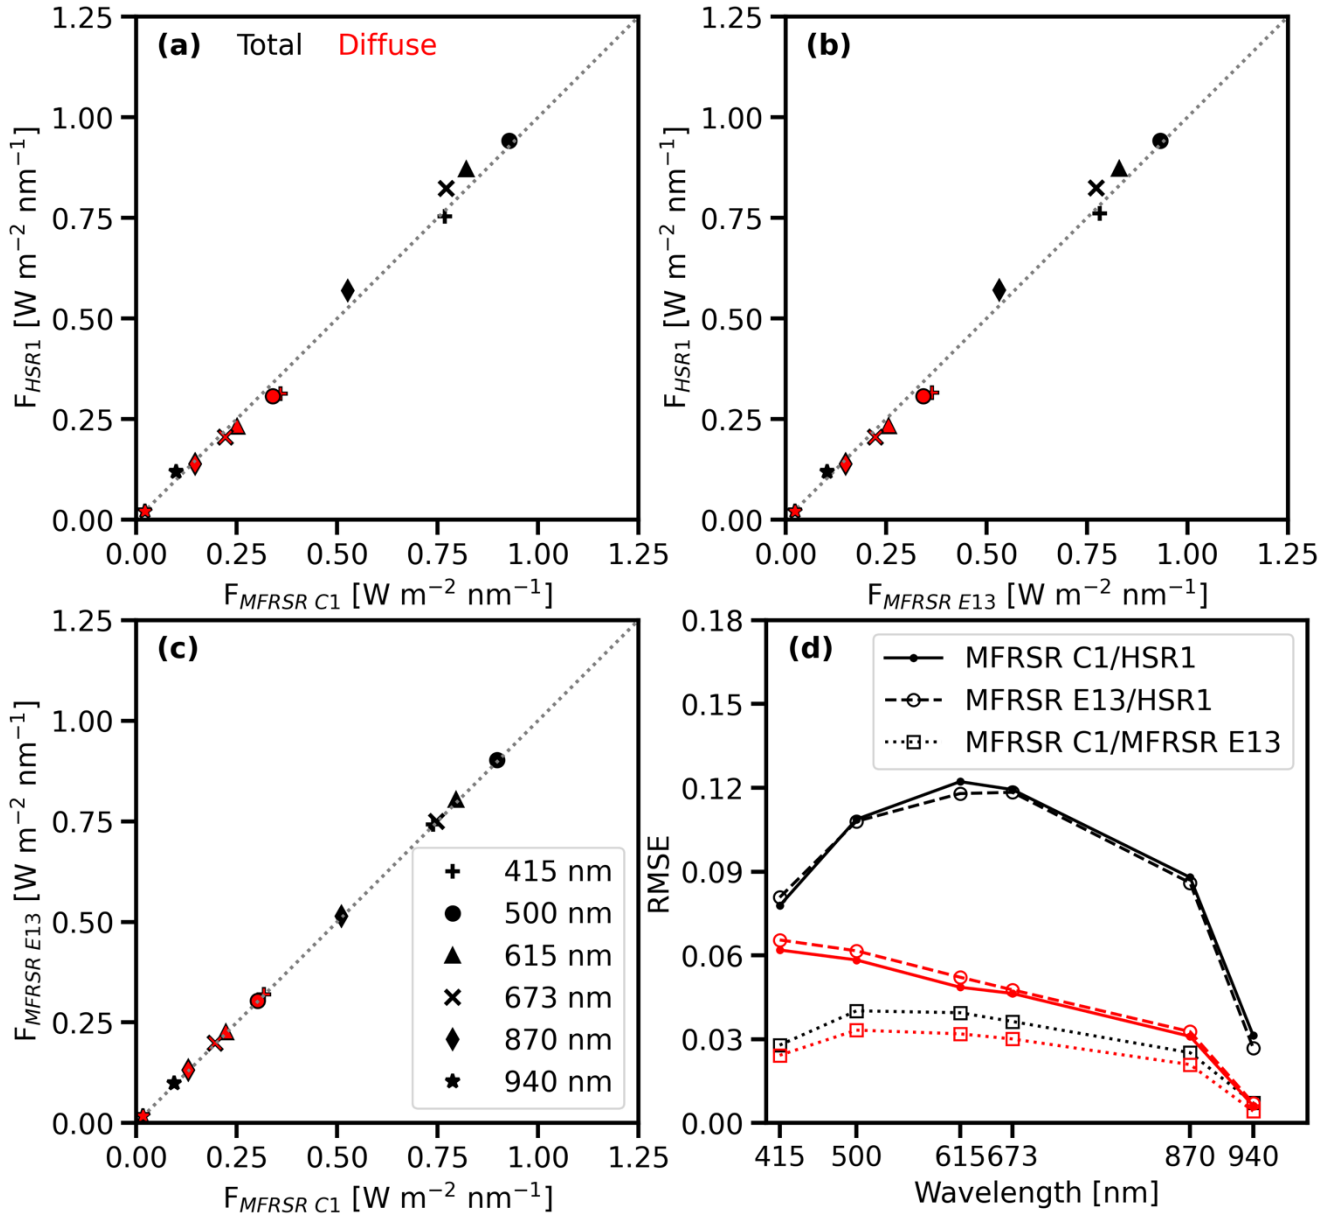 (a) Total Diffuse
1.25
1.00
0.75
0.50
0.25
0.00
F_HSR1 [W m⁻² nm⁻¹]
0.00 0.25 0.50 0.75 1.00 1.25
F_MFRSR C1 [W m⁻² nm⁻¹]
(b)
1.25
1.00
0.75
0.50
0.25
0.00
F_HSR1 [W m⁻² nm⁻¹]
0.00 0.25 0.50 0.75 1.00 1.25
F_MFRSR E13 [W m⁻² nm⁻¹]
(c)
1.25
1.00
0.75
0.50
0.25
0.00
F_MFRSR E13 [W m⁻² nm⁻¹]
415 nm
500 nm
615 nm
673 nm
870 nm
940 nm
0.00 0.25 0.50 0.75 1.00 1.25
F_MFRSR C1 [W m⁻² nm⁻¹]
(d)
MFRSR C1/HSR1
MFRSR E13/HSR1
MFRSR C1/MFRSR E13
0.18
0.15
0.12
0.09
0.06
0.03
0.00
RMSE
415 500 615 673 870 940
Wavelength [nm]